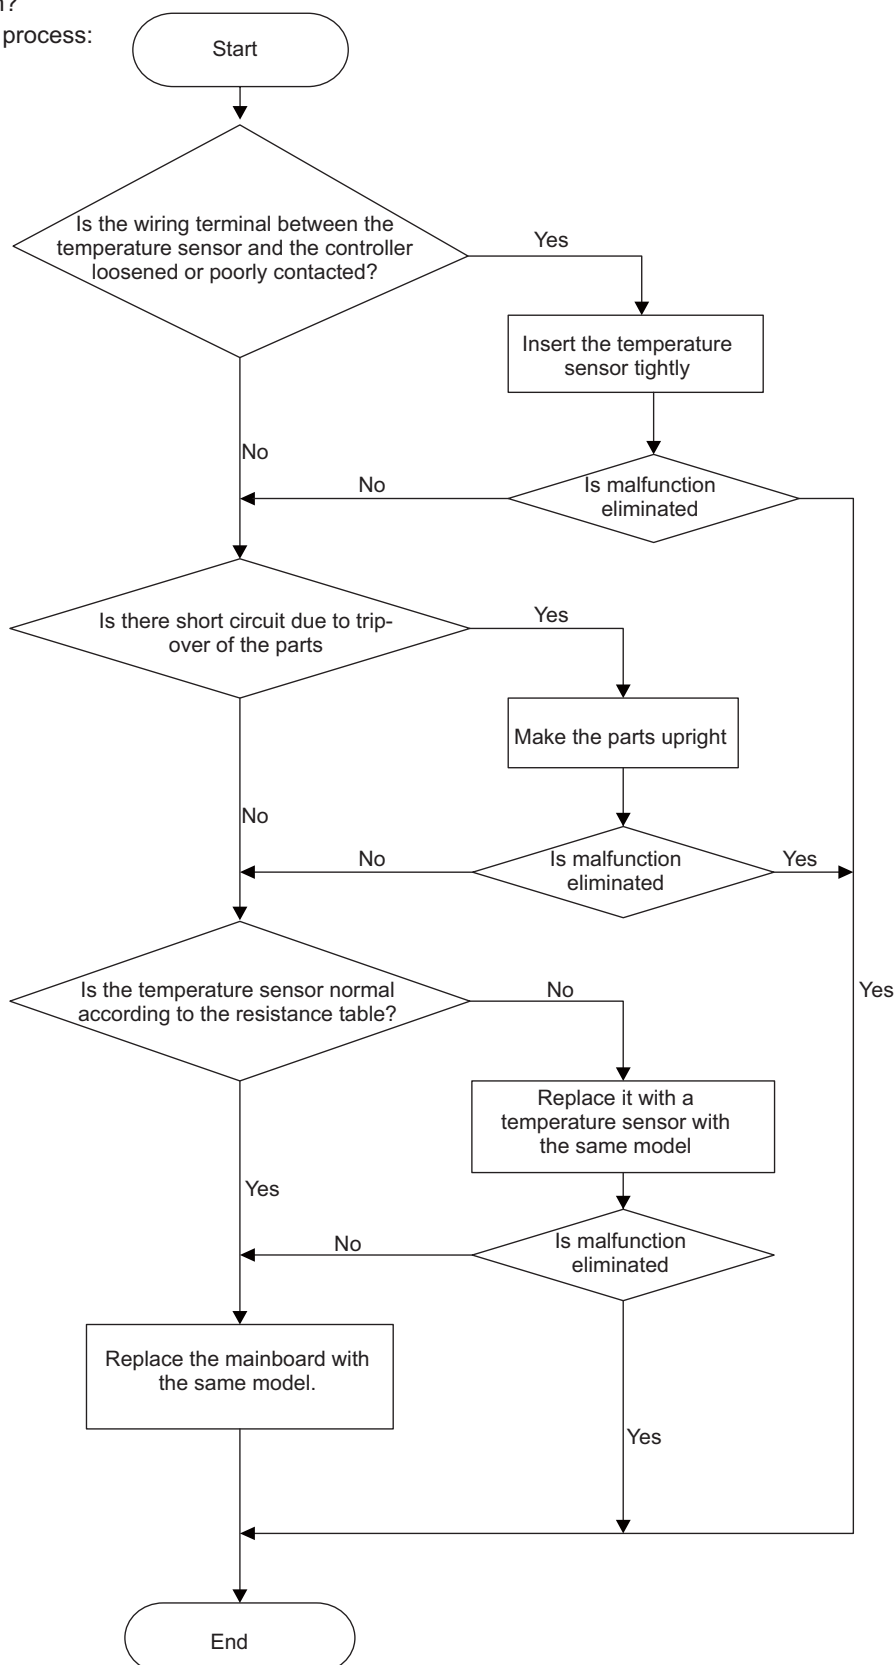 process:
Start
Is the wiring terminal between the
temperature sensor and the controller
loosened or poorly contacted?
Yes
Insert the temperature
sensor tightly
No
No
Is malfunction
eliminated
Is there short circuit due to trip-
over of the parts
Yes
Make the parts upright
No
No
Is malfunction
eliminated
Yes
Is the temperature sensor normal
according to the resistance table?
No
Yes
Replace it with a
temperature sensor with
the same model
Yes
No
Is malfunction
eliminated
Replace the mainboard with
the same model.
Yes
End